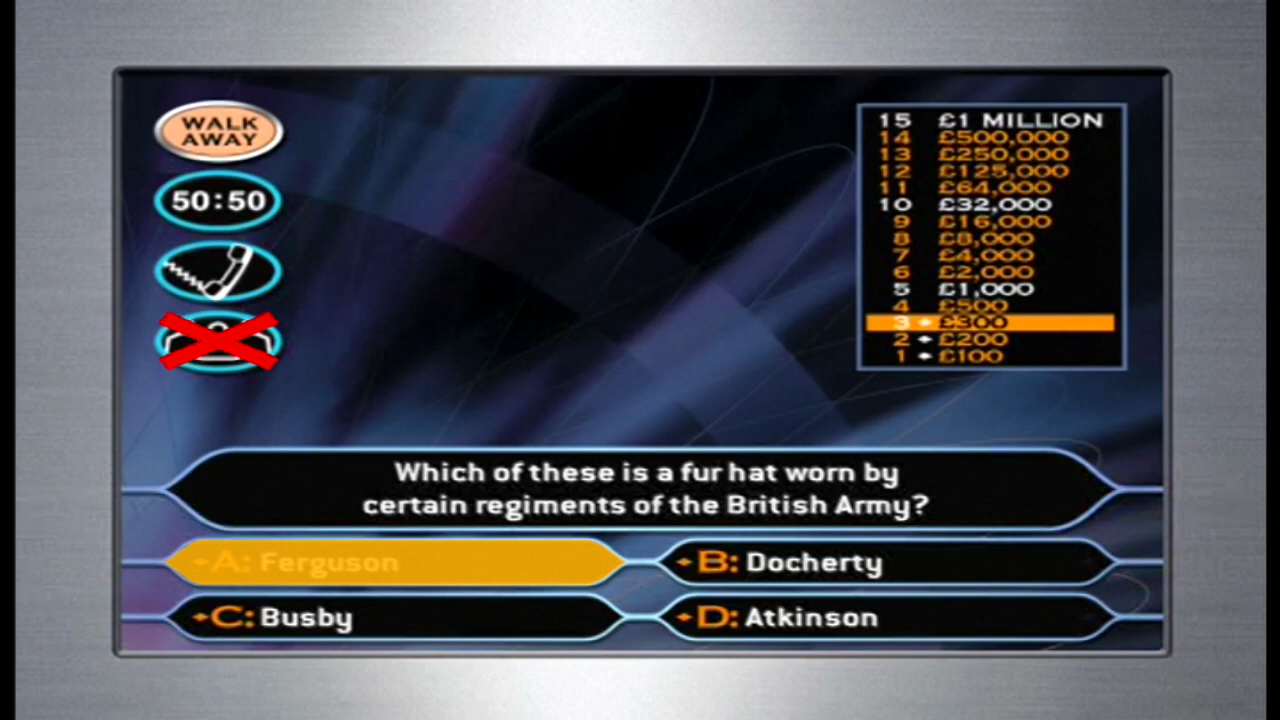 WALK
AWAY
50:50
15 £1 MILLION
14 £500,000
13 £250,000
12 £125,000
11 £64,000
10 £32,000
9 £16,000
8 £8,000
7 £4,000
6 £2,000
5 £1,000
4 £500
3 £300
2 £200
1 £100
Which of these is a fur hat worn by
certain regiments of the British Army?
A: Ferguson
B: Docherty
C: Busby
D: Atkinson